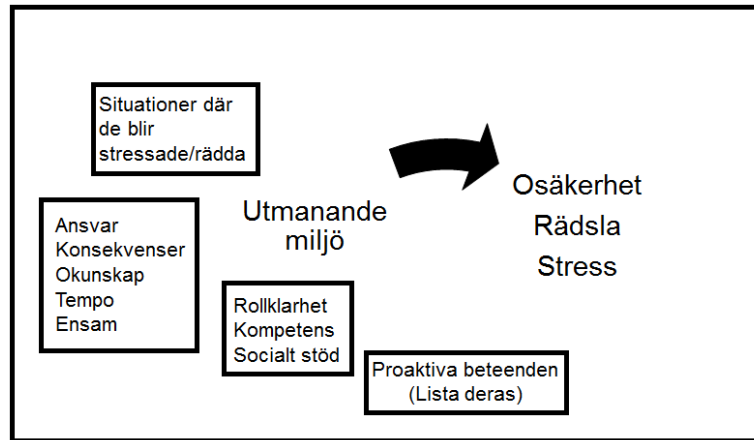 Situationer där
de blir
stressade/rädda
Ansvar
Konsekvenser
Okunskap
Tempo
Ensam
Utmanande
miljö
Rollklarhet
Kompetens
Socialt stöd
Proaktiva beteenden
(Lista deras)
Osäkerhet
Rädsla
Stress